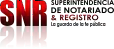 SNR SUPERINTENDENCIA
DE NOTARIADO
& REGISTRO
La guarda de la fe pública